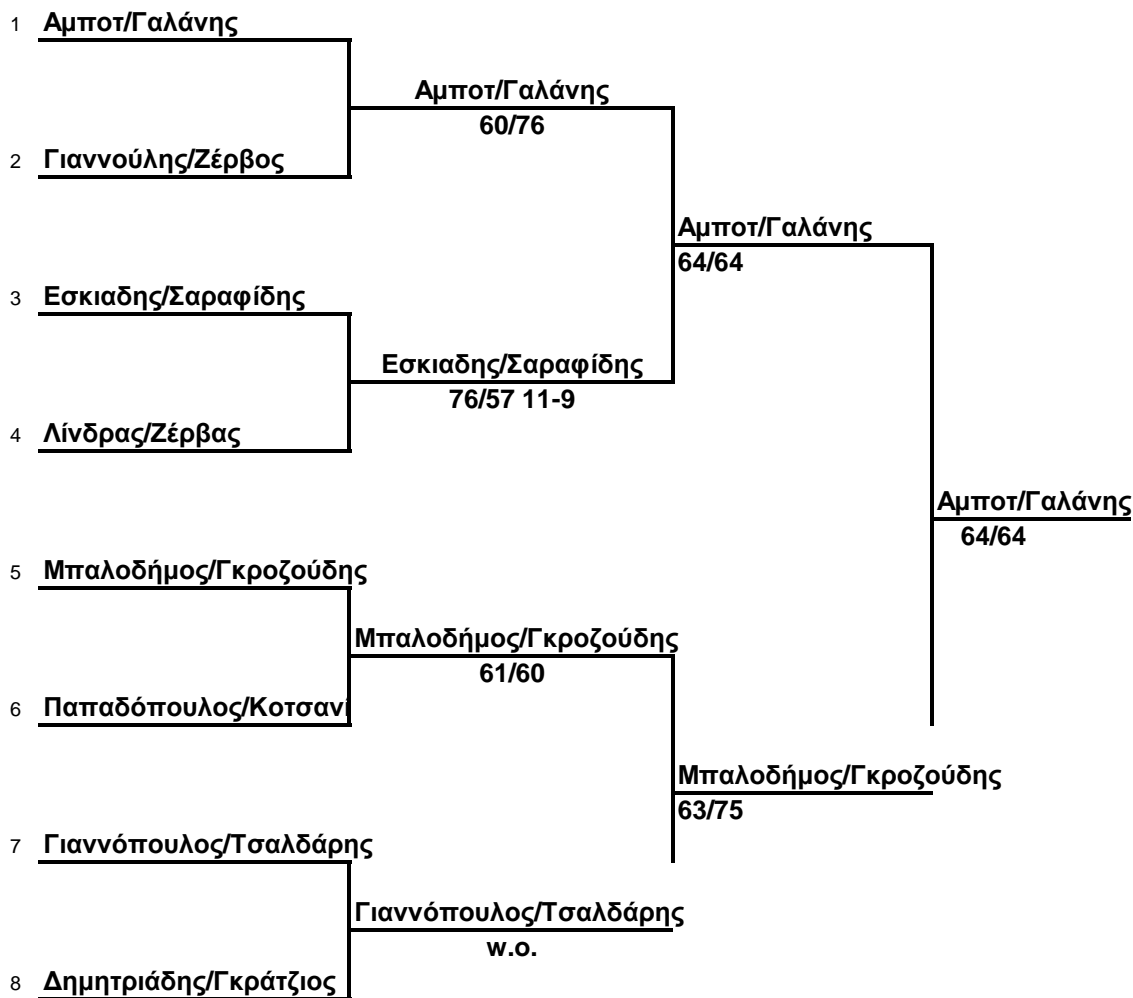 1 Αμποτ/Γαλάνης
Αμποτ/Γαλάνης
60/76
2 Γιαννούλης/Ζέρβος
Αμποτ/Γαλάνης
64/64
3 Εσκιαδης/Σαραφίδης
Εσκιαδης/Σαραφίδης
76/57 11-9
4 Λίνδρας/Ζέρβας
Αμποτ/Γαλάνης
64/64
5 Μπαλοδήμος/Γκροζούδης
Μπαλοδήμος/Γκροζούδης
61/60
6 Παπαδόπουλος/Κοτσανί
Μπαλοδήμος/Γκροζούδης
63/75
7 Γιαννόπουλος/Τσαλδάρης
Γιαννόπουλος/Τσαλδάρης
w.o.
8 Δημητριάδης/Γκράτζιος